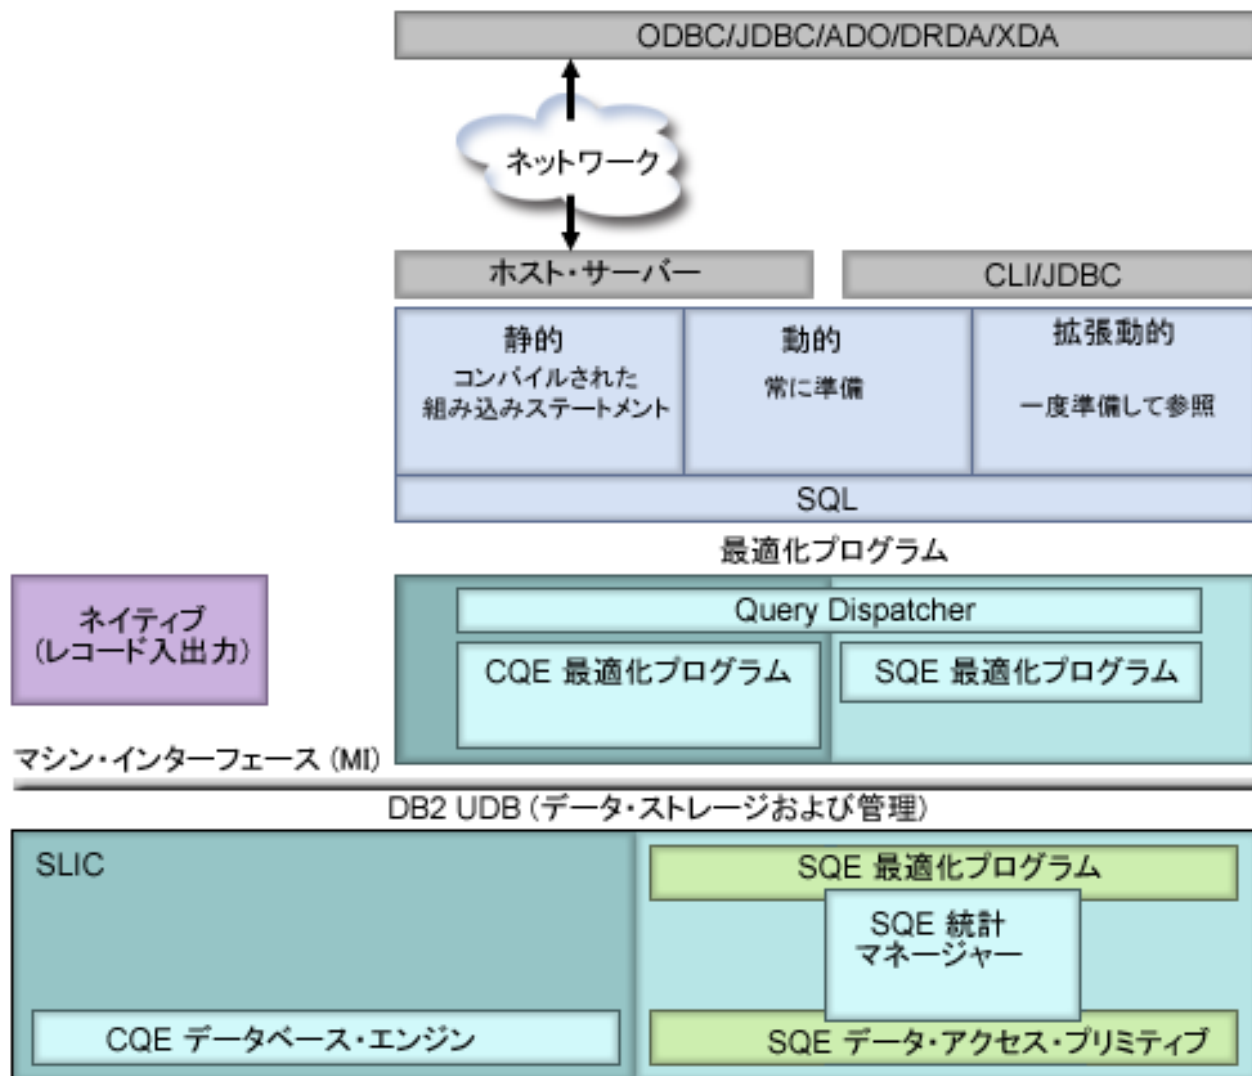 ODBC/JDBC/ADO/DRDA/XDA
ネットワーク
ホスト・サーバー
CLI/JDBC
静的
コンパイルされた
組み込みステートメント
動的
常に準備
拡張動的
一度準備して参照
SQL
最適化プログラム
ネイティブ
(レコード入出力)
Query Dispatcher
CQE 最適化プログラム
SQE 最適化プログラム
マシン・インターフェース (MI)
DB2 UDB (データ・ストレージおよび管理)
SLIC
SQE 最適化プログラム
SQE 統計
マネージャー
CQE データベース・エンジン
SQE データ・アクセス・プリミティブ